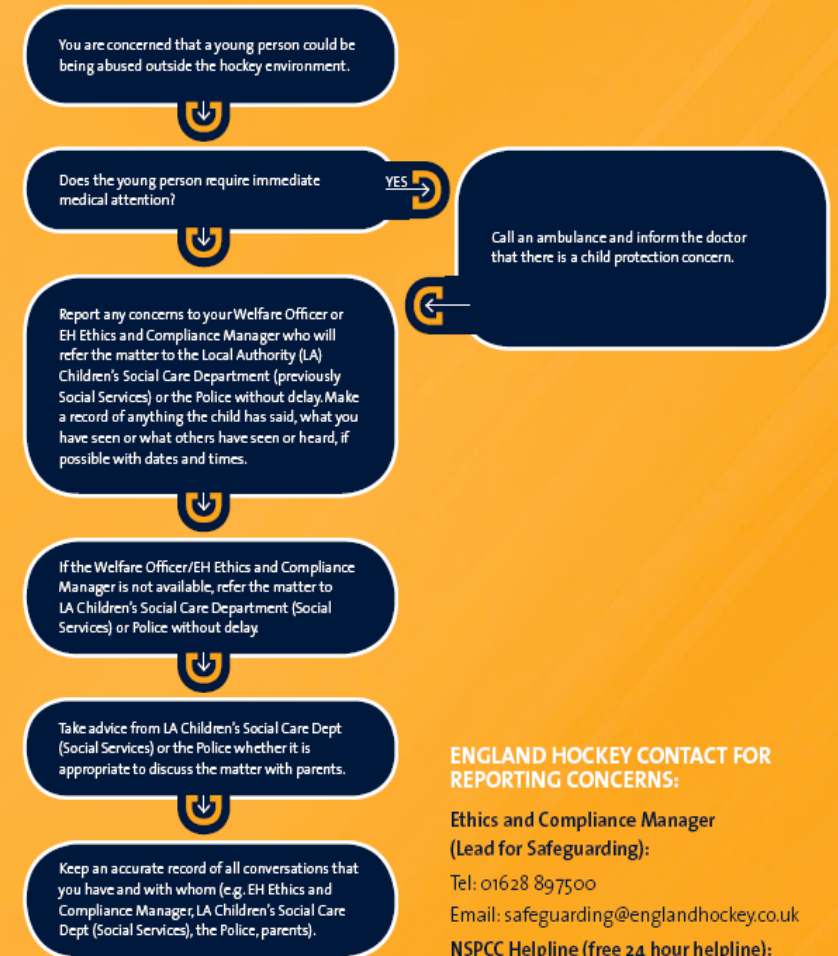 You are concerned that a young person could be
being abused outside the hockey environment.
Does the young person require immediate
medical attention?
YES
Call an ambulance and inform the doctor
that there is a child protection concern.
Report any concerns to your Welfare Officer or
EH Ethics and Compliance Manager who will
refer the matter to the Local Authority (LA)
Children's Social Care Department (previously
Social Services) or the Police without delay. Make
a record of anything the child has said, what you
have seen or what others have seen or heard, if
possible with dates and times.
If the Welfare Officer/EH Ethics and Compliance
Manager is not available, refer the matter to
LA Children's Social Care Department (Social
Services) or Police without delay.
Take advice from LA Children's Social Care Dept
(Social Services) or the Police whether it is
appropriate to discuss the matter with parents.
Keep an accurate record of all conversations that
you have and with whom (e.g. EH Ethics and
Compliance Manager, LA Children's Social Care
Dept (Social Services), the Police, parents).
ENGLAND HOCKEY CONTACT FOR
REPORTING CONCERNS:
Ethics and Compliance Manager
(Lead for Safeguarding):
Tel: 01628 897500
Email: safeguarding@englandhockey.co.uk
NSPCC Helpline (free 24 hour helpline):